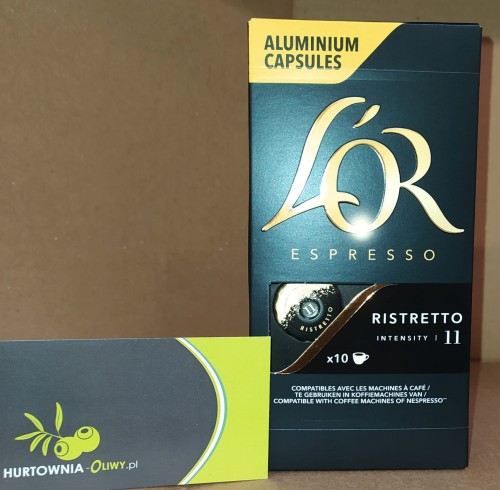 ALUMINIUM
CAPSULES
L'OR
ESPRESSO
11
RISTRETTO
RISTRETTO
INTENSITY | 11
x10
COMPATIBLES AVEC LES MACHINES À CAFÉ /
TE GEBRUIKEN IN KOFFIEMACHINES VAN /
COMPATIBLE WITH COFFEE MACHINES OF NESPRESSO**
HURTOWNIA-OLIWY.pl